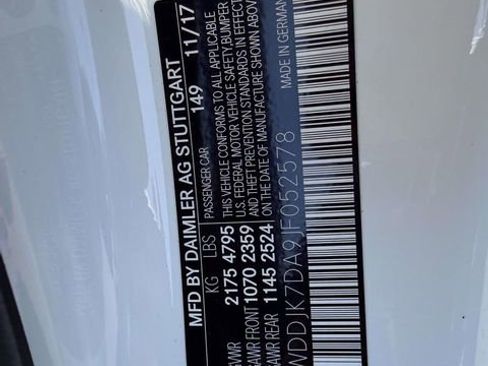 MFD BY DAIMLER AG STUTTGART 11/17
149
KG LBS PASSENGER CAR
GVWR 2175 4795
GAWR FRONT 1070 2359
GAWR REAR 1145 2524
THIS VEHICLE CONFORMS TO ALL APPLICABLE
U.S. FEDERAL MOTOR VEHICLE SAFETY, BUMPER,
AND THEFT PREVENTION STANDARDS IN EFFECT
ON THE DATE OF MANUFACTURE SHOWN ABOVE
WDDJK7DA9JF052578
MADE IN GERMANY